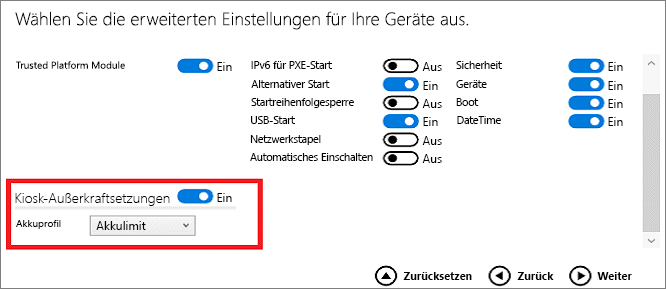 Wählen Sie die erweiterten Einstellungen für Ihre Geräte aus.
Trusted Platform Module Ein
IPv6 für PXE-Start Aus
Alternativer Start Ein
Startreihenfolgesperre Aus
USB-Start Ein
Netzwerkstapel Aus
Automatisches Einschalten Aus
Sicherheit Ein
Geräte Ein
Boot Ein
DateTime Ein
Kiosk-Außerkraftsetzungen Ein
Akkuprofil Akkulimit
Zurücksetzen Zurück Weiter